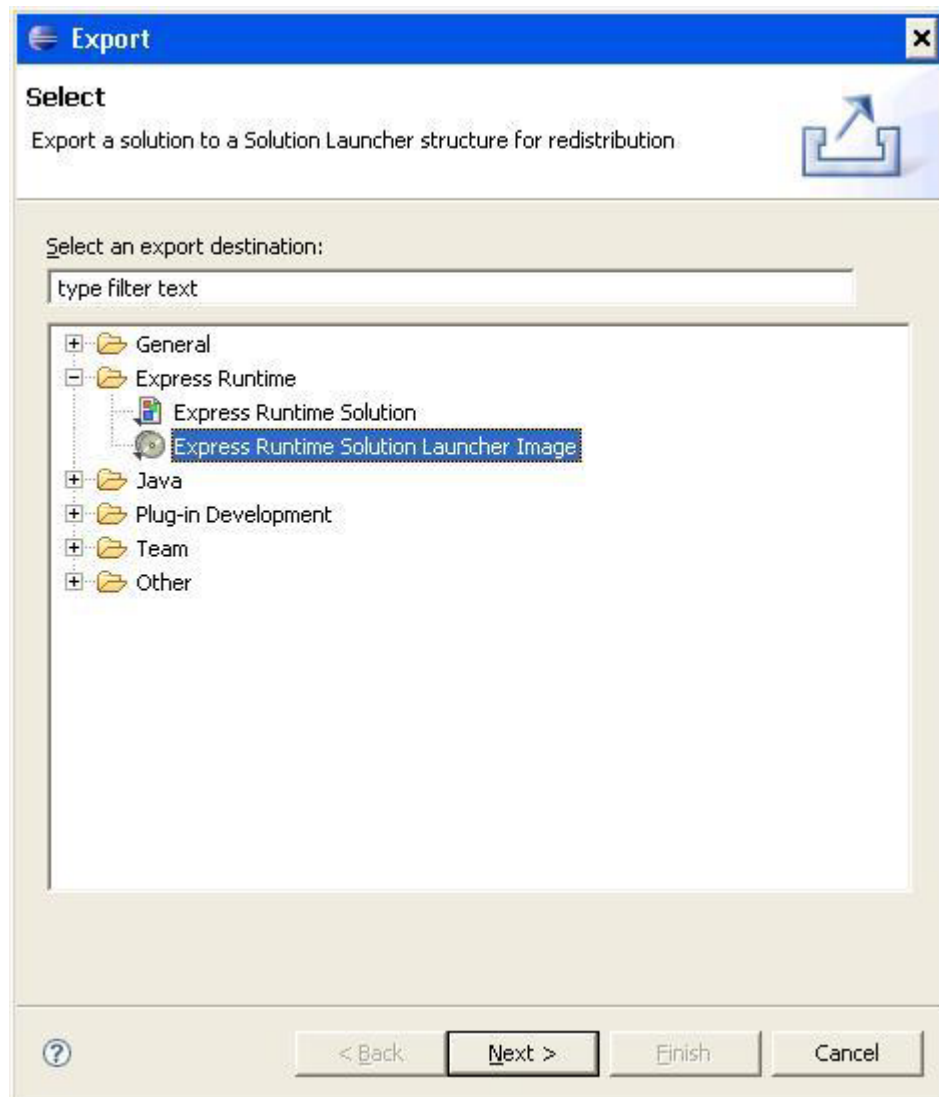 Export
Select
Export a solution to a Solution Launcher structure for redistribution
Select an export destination:
type filter text
General
Express Runtime
Express Runtime Solution
Express Runtime Solution Launcher Image
Java
Plug-in Development
Team
Other
? < Back Next > Finish Cancel